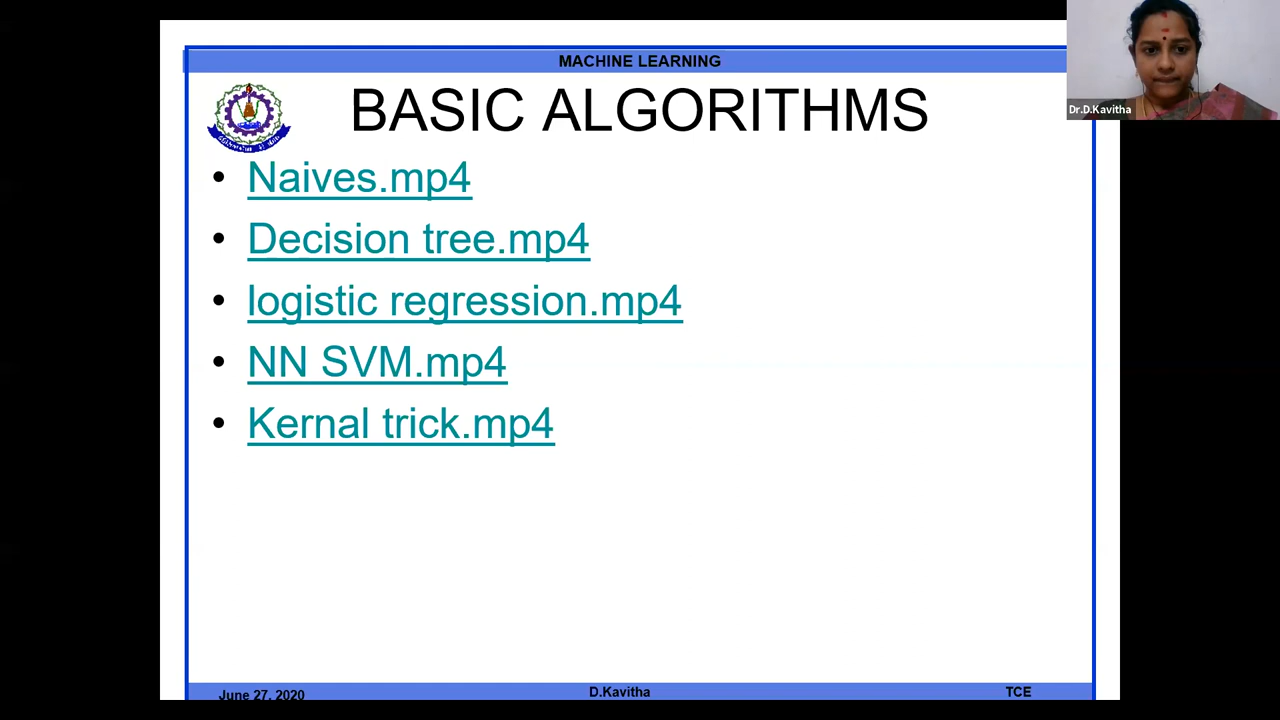 MACHINE LEARNING
BASIC ALGORITHMS
• Naives.mp4
• Decision tree.mp4
• logistic regression.mp4
• NN SVM.mp4
• Kernal trick.mp4
June 27, 2020
D.Kavitha
TCE
Dr.D.Kavitha